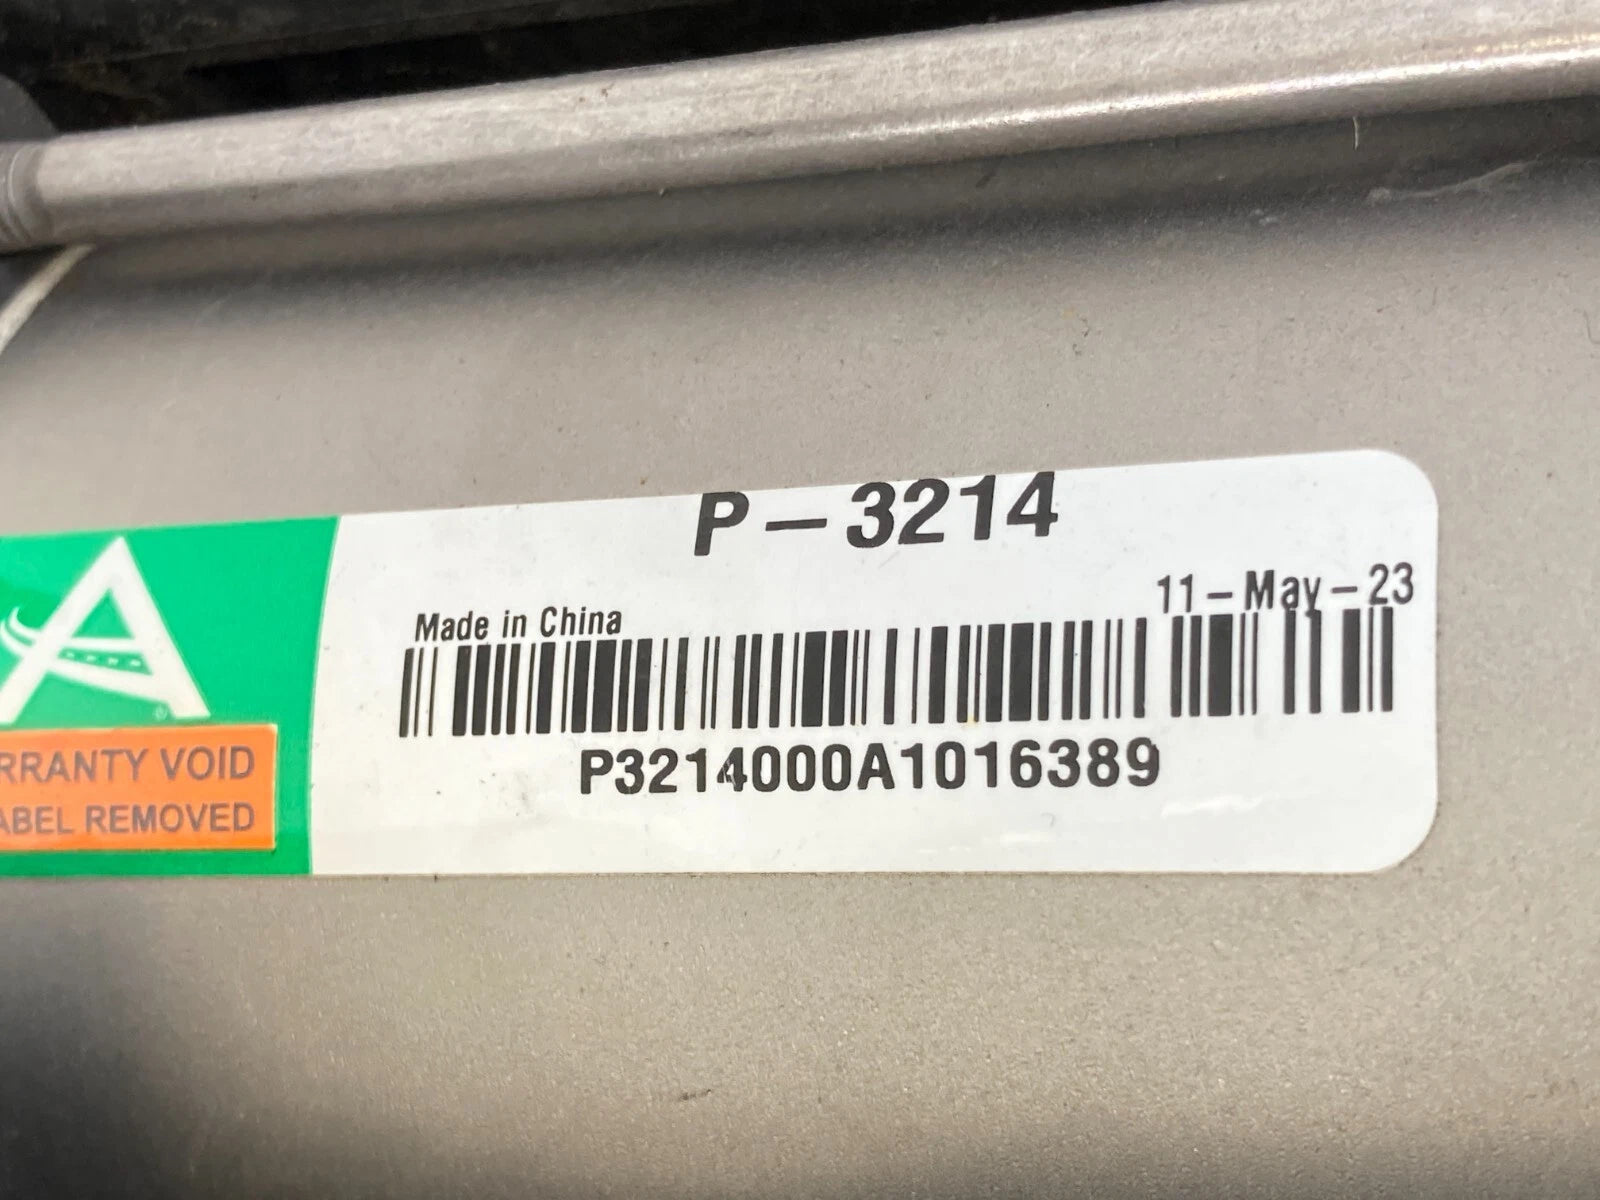 P-3214
11-May-23
Made in China
P3214000A1016389
RRANTY VOID
ABEL REMOVED